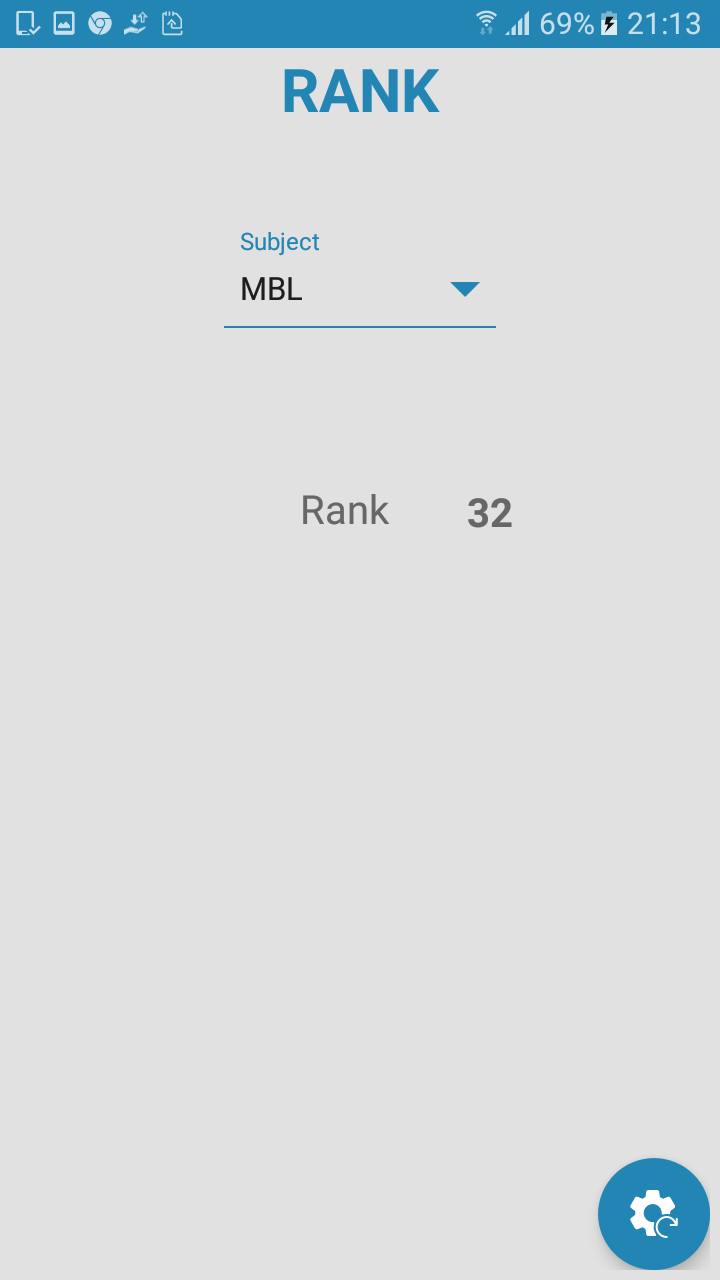 69% 21:13
RANK
Subject
MBL
Rank 32